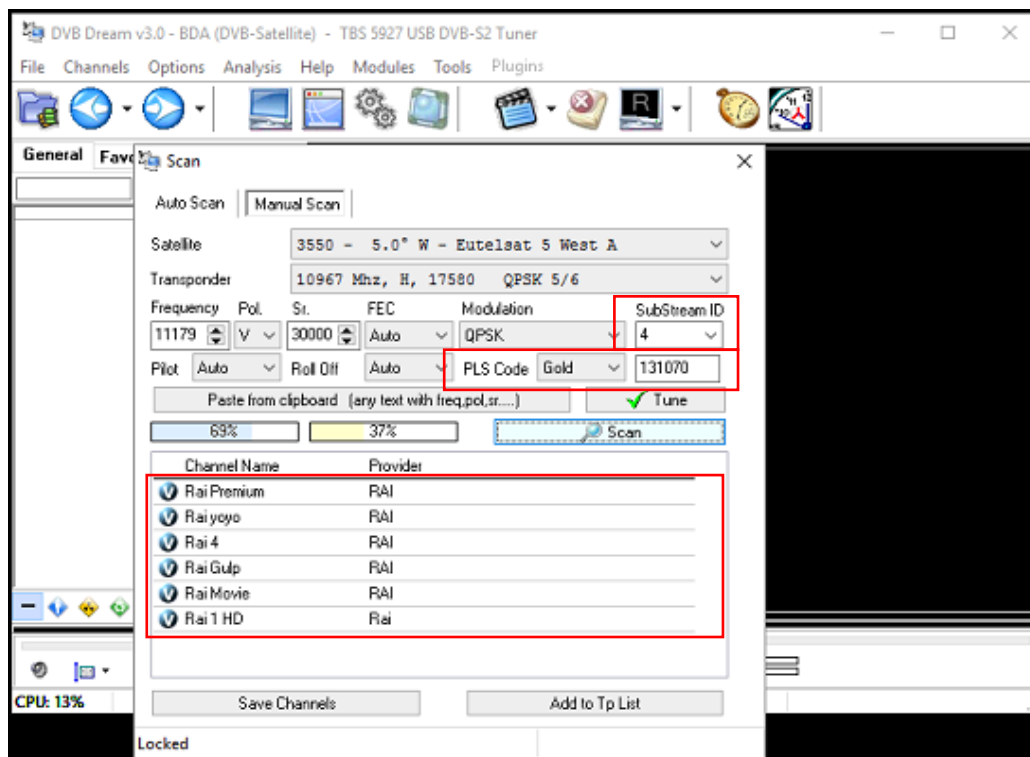 DVB Dream v3.0 - BDA (DVB-Satellite) - TBS 5927 USB DVB-S2 Tuner
File Channels Options Analysis Help Modules Tools Plugins
R
General Favo
Scan
Auto Scan Manual Scan
Satellite 3550 - 5.0° W - Eutelsat 5 West A
Transponder 10967 Mhz, H, 17580 QPSK 5/6
Frequency Pol. Sr. FEC Modulation SubStream ID
11179 V 30000 Auto QPSK 4
Pilot Auto Roll Off Auto PLS Code Gold 131070
Paste from clipboard (any text with freq,pol,sr.....) Tune
69% 37% Scan
Channel Name Provider
Rai Premium RAI
Rai yoyo RAI
Rai 4 RAI
Rai Gulp RAI
Rai Movie RAI
Rai 1 HD Rai
CPU: 13%
Save Channels Add to Tp List
Locked